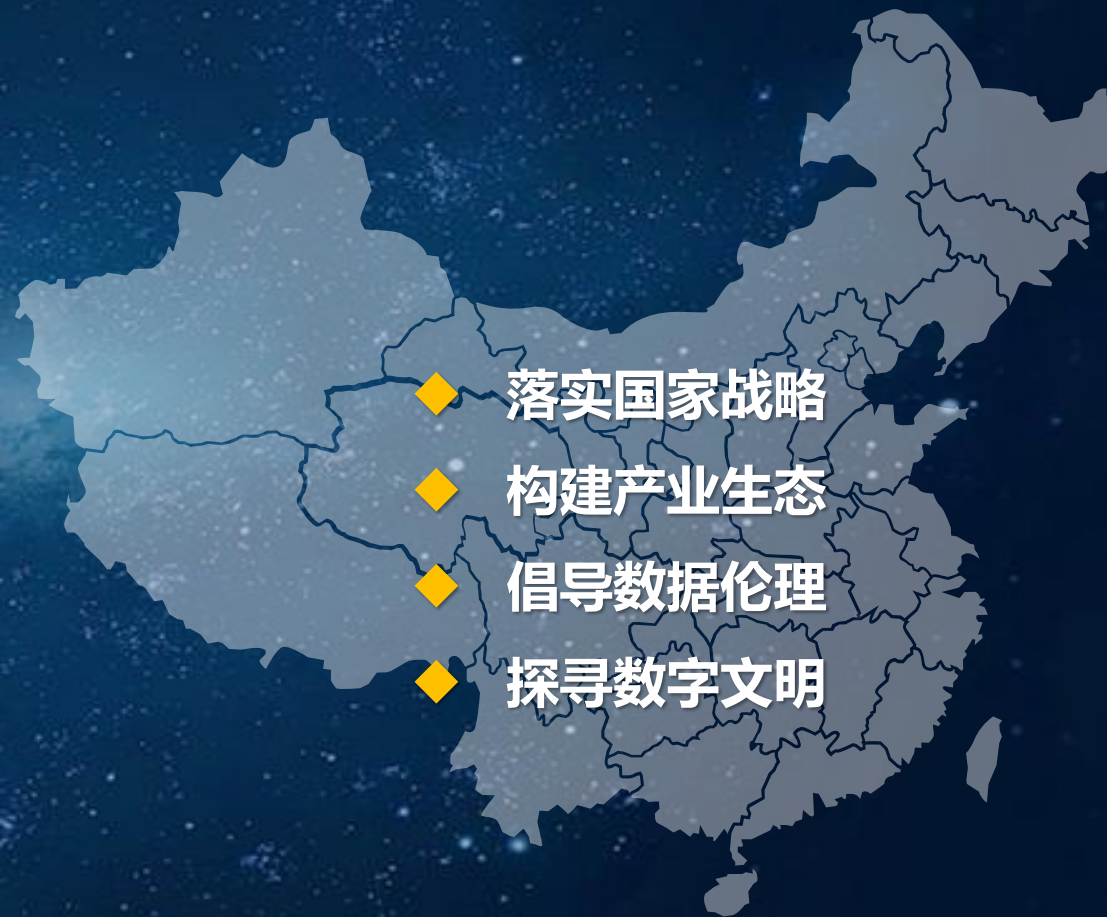 落实国家战略
构建产业生态
倡导数据伦理
探寻数字文明